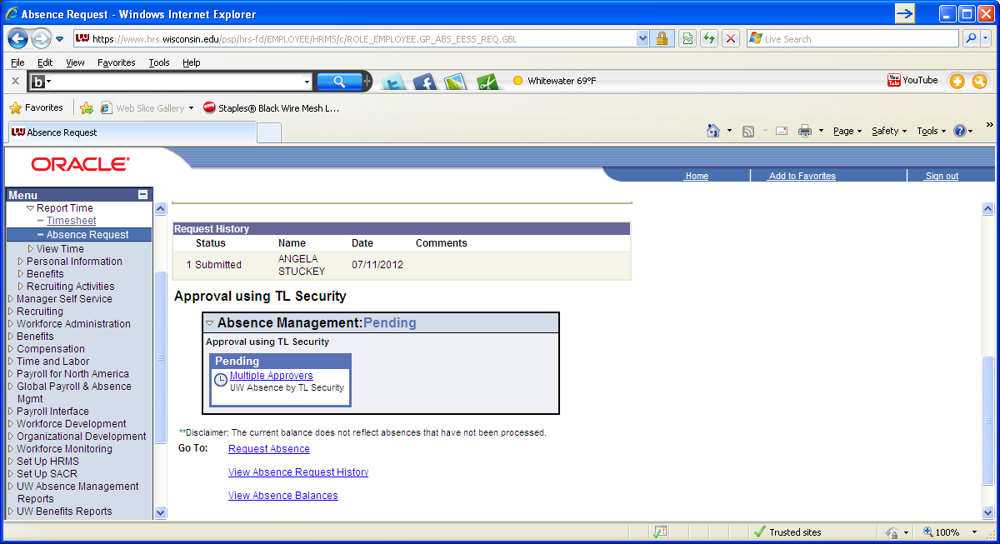 Absence Request - Windows Internet Explorer
https://www.hrs.wisconsin.edu/psp/hrs-fd/EMPLOYEE/HRMS/c/ROLE_EMPLOYEE.GP_ABS_EESS_REQ.GBL
Live Search
File Edit View Favorites Tools Help
x b Whitewater 69°F You Tube YouTube
Favorites Web Slice Gallery Staples® Black Wire Mesh L...
W Absence Request Page Safety Tools »
ORACLE®
Home Add to Favorites Sign out
Menu
Report Time
Timesheet
Absence Request
View Time
Personal Information
Benefits
Recruiting Activities
Manager Self Service
Recruiting
Workforce Administration
Benefits
Compensation
Time and Labor
Payroll for North America
Global Payroll & Absence
Mgmt
Payroll Interface
Workforce Development
Organizational Development
Workforce Monitoring
Set Up HRMS
Set Up SACR
UW Absence Management
Reports
UW Benefits Reports
Request History
Status Name Date Comments
1 Submitted ANGELA STUCKEY 07/11/2012
Approval using TL Security
Absence Management:Pending
Approval using TL Security
Pending
Multiple Approvers
UW Absence by TL Security
**Disclaimer: The current balance does not reflect absences that have not been processed.
Go To: Request Absence
View Absence Request History
View Absence Balances
Trusted sites 100%